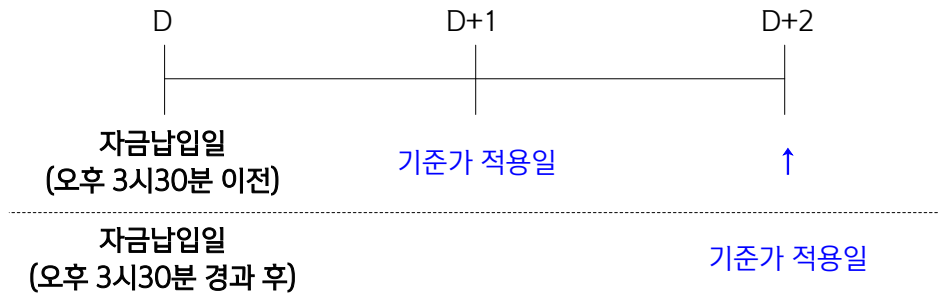 D D+1 D+2
자금납입일
(오후 3시30분 이전)
기준가 적용일
↑
자금납입일
(오후 3시30분 경과 후)
기준가 적용일